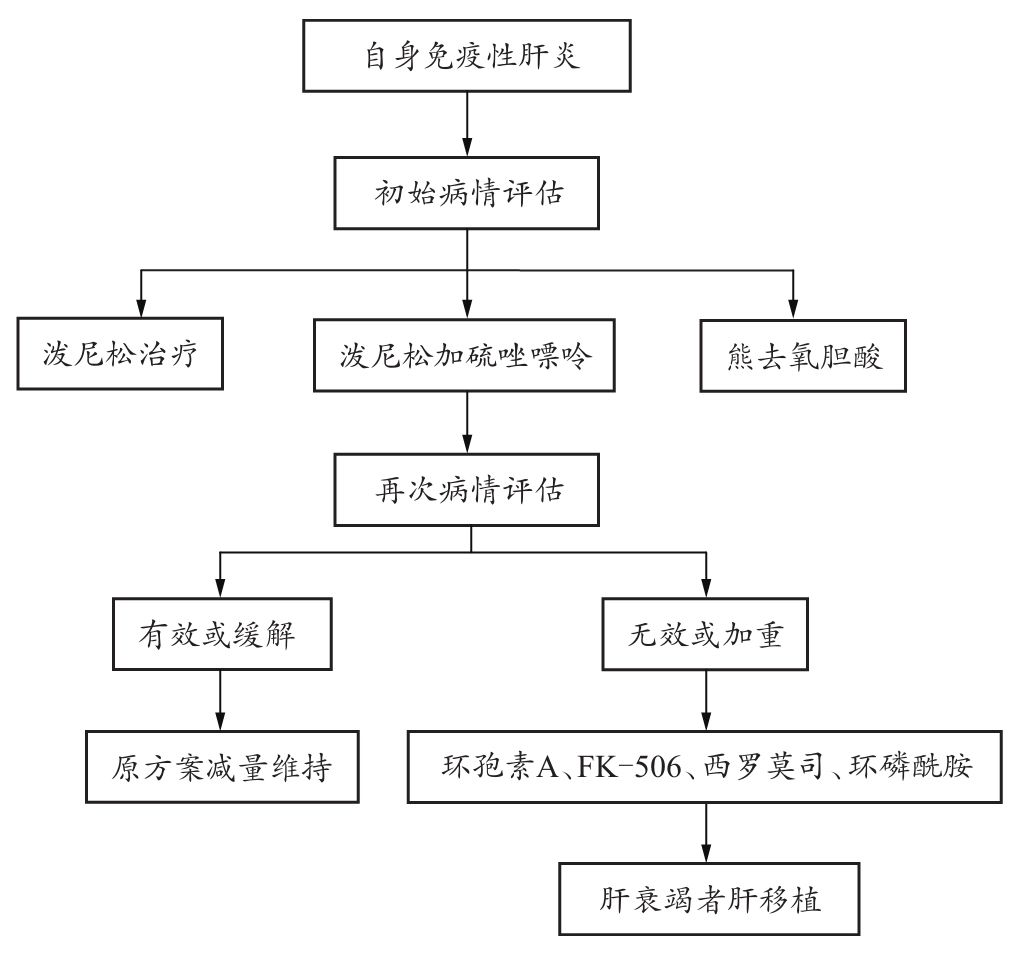 自身免疫性肝炎
初始病情评估
泼尼松治疗
泼尼松加硫唑嘌呤
熊去氧胆酸
再次病情评估
有效或缓解
无效或加重
原方案减量维持
环孢素A、FK-506、西罗莫司、环磷酰胺
肝衰竭者肝移植